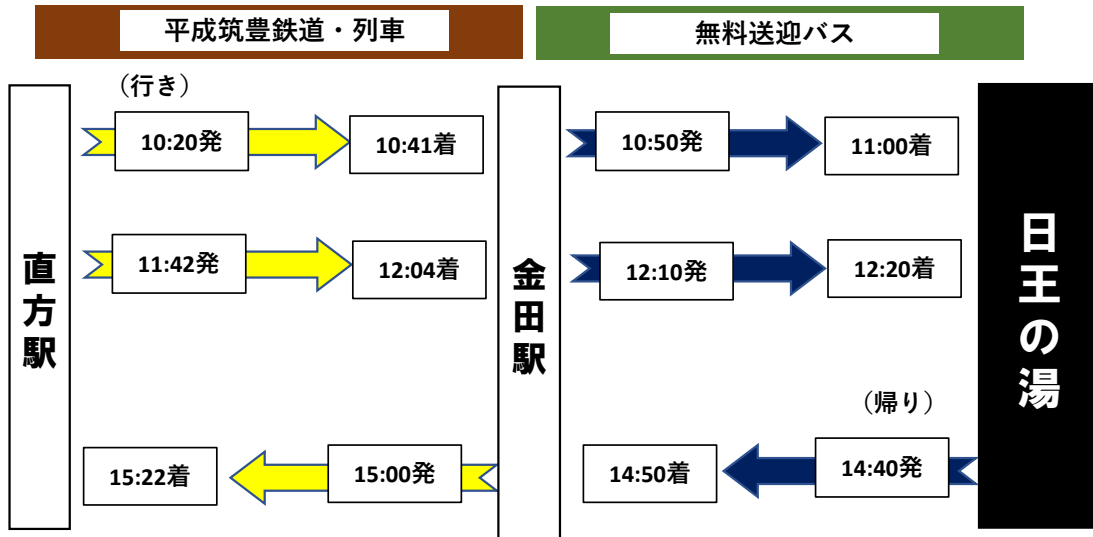 平成筑豊鉄道・列車
無料送迎バス
（行き）
10:20発
10:41着
10:50発
11:00着
11:42発
12:04着
12:10発
12:20着
直方駅
金田駅
日王の湯
（帰り）
15:22着
15:00発
14:50着
14:40発